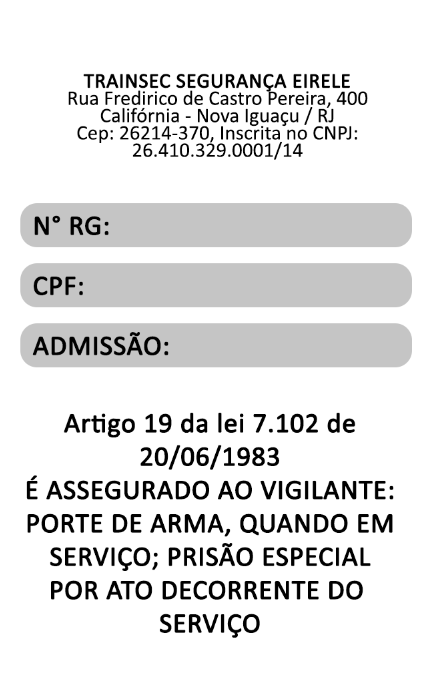 TRAINSEC SEGURANÇA EIRELE
Rua Fredirico de Castro Pereira, 400
Califórnia - Nova Iguaçu / RJ
Cep: 26214-370, Inscrita no CNPJ:
26.410.329.0001/14
N° RG:
CPF:
ADMISSÃO:
Artigo 19 da lei 7.102 de
20/06/1983
É ASSEGURADO AO VIGILANTE:
PORTE DE ARMA, QUANDO EM
SERVIÇO; PRISÃO ESPECIAL
POR ATO DECORRENTE DO
SERVIÇO